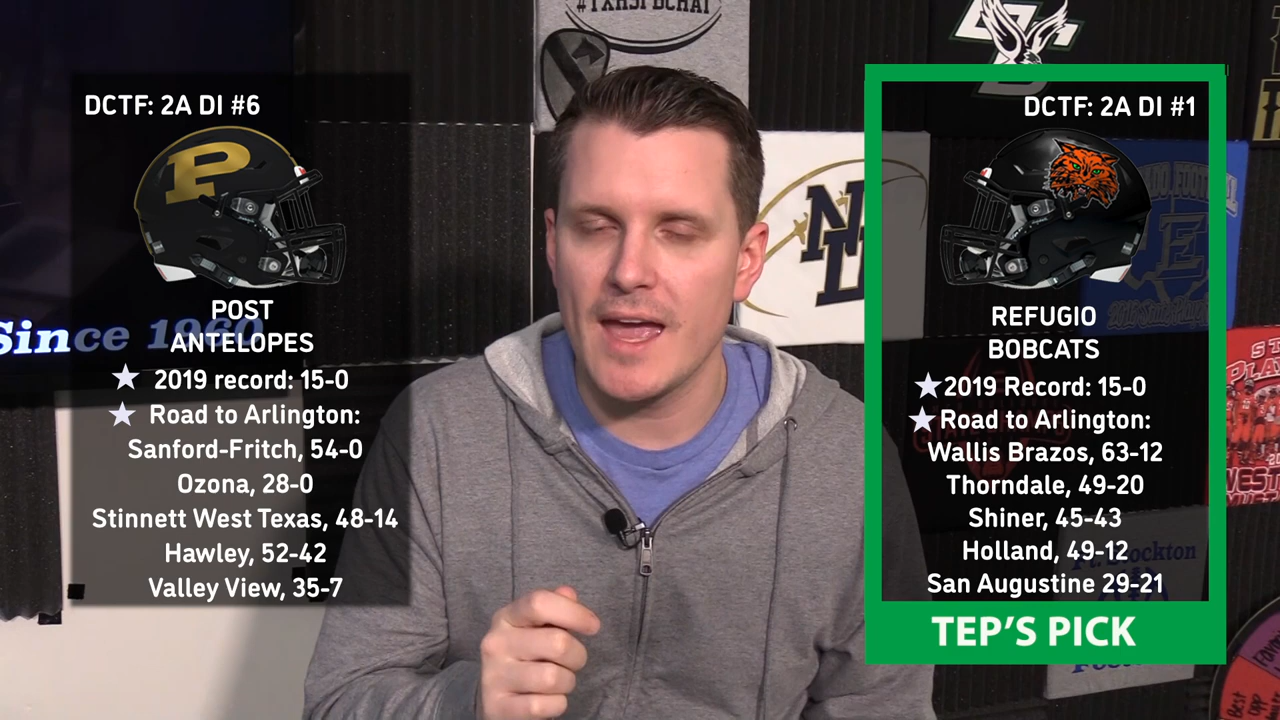 #TXHSFBCHAT
DCTF: 2A DI #6
P
POST
ANTELOPES
★ 2019 record: 15-0
★ Road to Arlington:
Sanford-Fritch, 54-0
Ozona, 28-0
Stinnett West Texas, 48-14
Hawley, 52-42
Valley View, 35-7
Since 1960
DCTF: 2A DI #1
REFUGIO
BOBCATS
★2019 Record: 15-0
★Road to Arlington:
Wallis Brazos, 63-12
Thorndale, 49-20
Shiner, 45-43
Holland, 49-12
San Augustine 29-21
TEP'S PICK
E
Stockton
Best